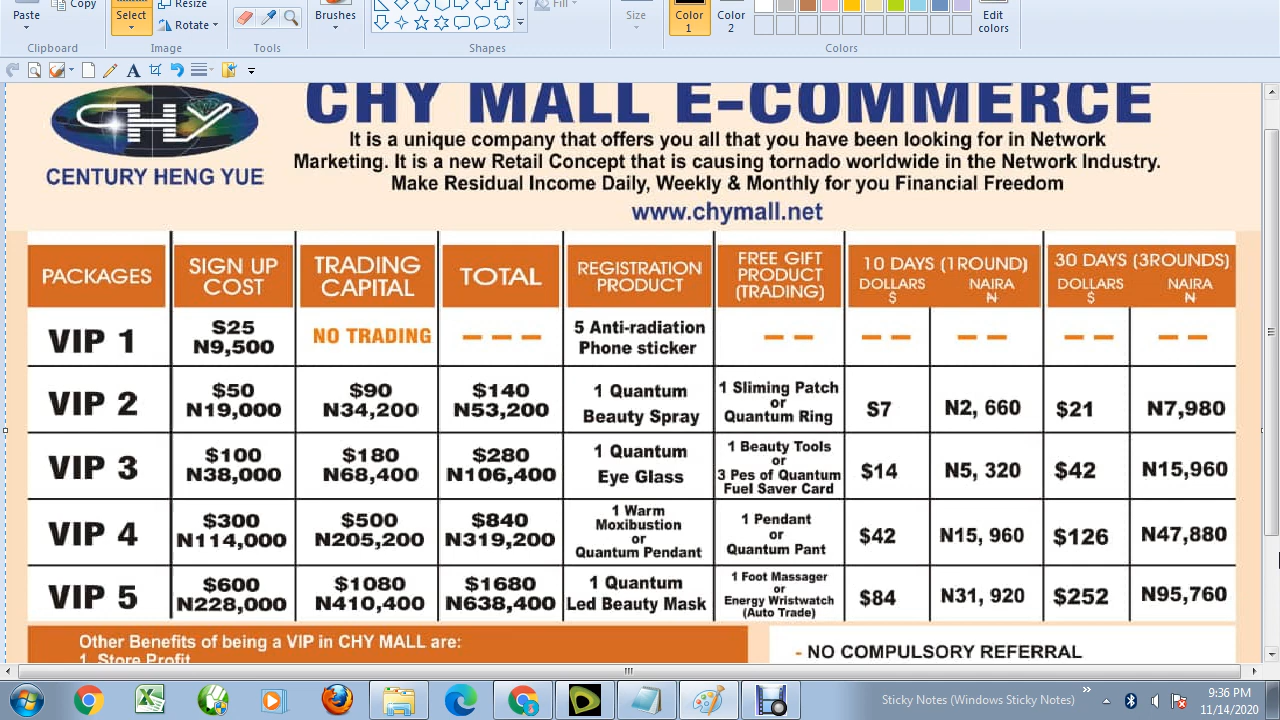 Paste
Copy
Select
Resize
Rotate
Brushes
Fill
Size
Color 1
Color 2
Edit colors
Clipboard
Image
Tools
Shapes
Colors
CHY
CENTURY HENG YUE
CHY MALL E-COMMERCE
It is a unique company that offers you all that you have been looking for in Network
Marketing. It is a new Retail Concept that is causing tornado worldwide in the Network Industry.
Make Residual Income Daily, Weekly & Monthly for you Financial Freedom
www.chymall.net
PACKAGES
SIGN UP COST
TRADING CAPITAL
TOTAL
REGISTRATION PRODUCT
FREE GIFT PRODUCT (TRADING)
10 DAYS (1ROUND)
DOLLARS $
NAIRA ₦
30 DAYS (3ROUNDS)
DOLLARS $
NAIRA ₦
VIP 1
$25
N9,500
NO TRADING
5 Anti-radiation
Phone sticker
VIP 2
$50
N19,000
$90
N34,200
$140
N53,200
1 Quantum
Beauty Spray
1 Sliming Patch
or
Quantum Ring
$7
N2, 660
$21
N7,980
VIP 3
$100
N38,000
$180
N68,400
$280
N106,400
1 Quantum
Eye Glass
1 Beauty Tools
or
3 Pes of Quantum
Fuel Saver Card
$14
N5, 320
$42
N15,960
VIP 4
$300
N114,000
$500
N205,200
$840
N319,200
1 Warm
Moxibustion
or
Quantum Pendant
1 Pendant
or
Quantum Pant
$42
N15, 960
$126
N47,880
VIP 5
$600
N228,000
$1080
N410,400
$1680
N638,400
1 Quantum
Led Beauty Mask
1 Foot Massager
or
Energy Wristwatch
(Auto Trade)
$84
N31, 920
$252
N95,760
Other Benefits of being a VIP in CHY MALL are:
1. Store Profit
- NO COMPULSORY REFERRAL
Sticky Notes (Windows Sticky Notes)
9:36 PM
11/14/2020